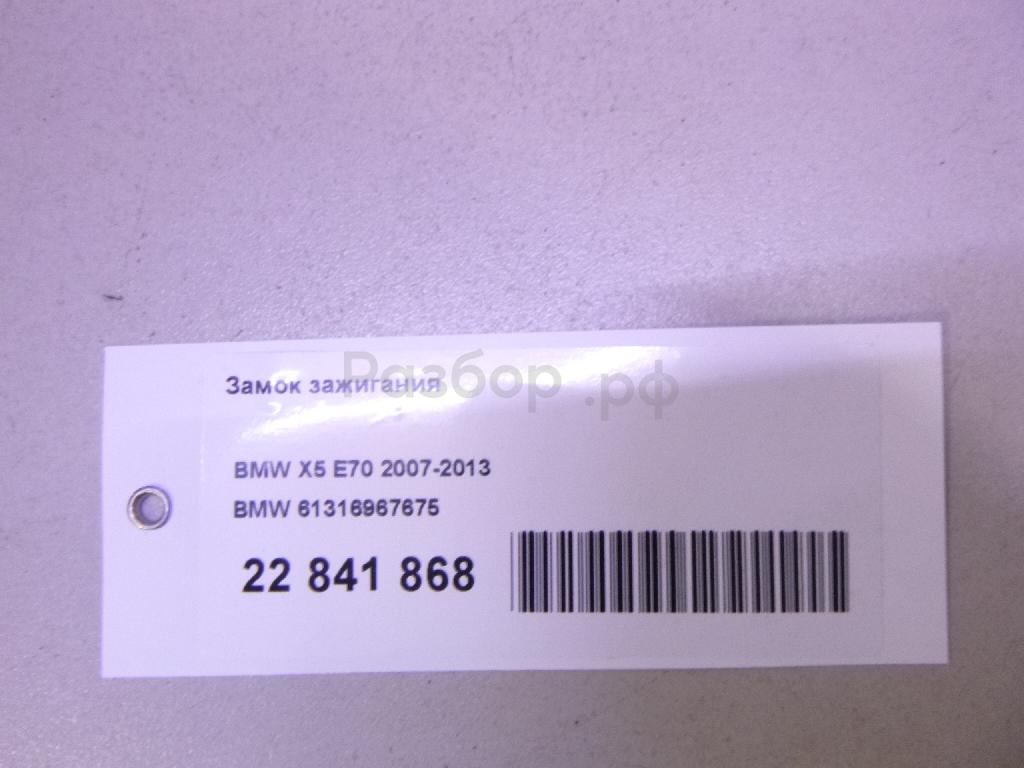 Разбор.рф
Замок зажигания
BMW X5 E70 2007-2013
BMW 61316967675
22 841 868